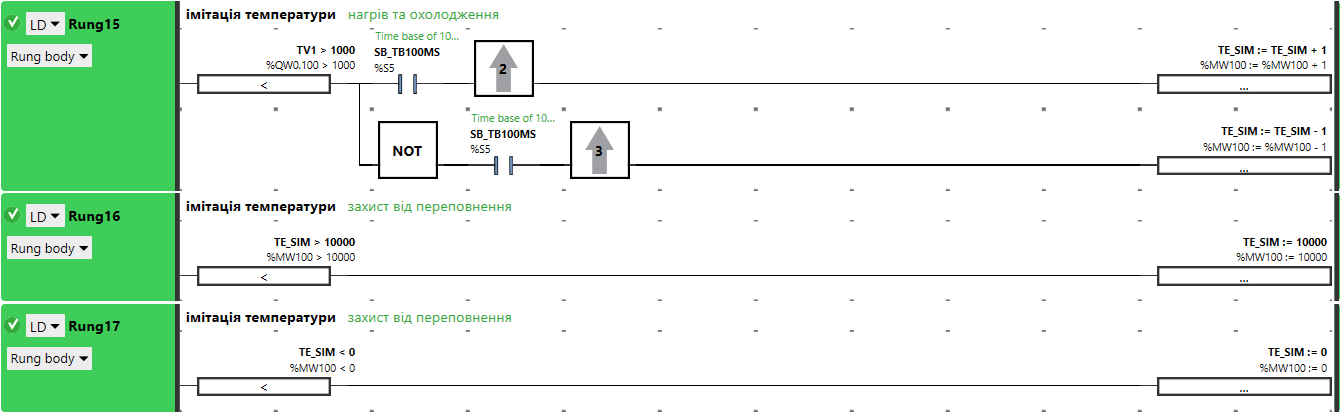 LD Rung15
Rung body
імітація температури нагрів та охолодження
TV1 > 1000
%QW0.100 > 1000
<
Time base of 10...
SB_TB100MS
%S5
2
TE_SIM := TE_SIM + 1
%MW100 := %MW100 + 1
...
NOT
Time base of 10...
SB_TB100MS
%S5
3
TE_SIM := TE_SIM - 1
%MW100 := %MW100 - 1
...
LD Rung16
Rung body
імітація температури захист від переповнення
TE_SIM > 10000
%MW100 > 10000
<
TE_SIM := 10000
%MW100 := 10000
...
LD Rung17
Rung body
імітація температури захист від переповнення
TE_SIM < 0
%MW100 < 0
<
TE_SIM := 0
%MW100 := 0
...